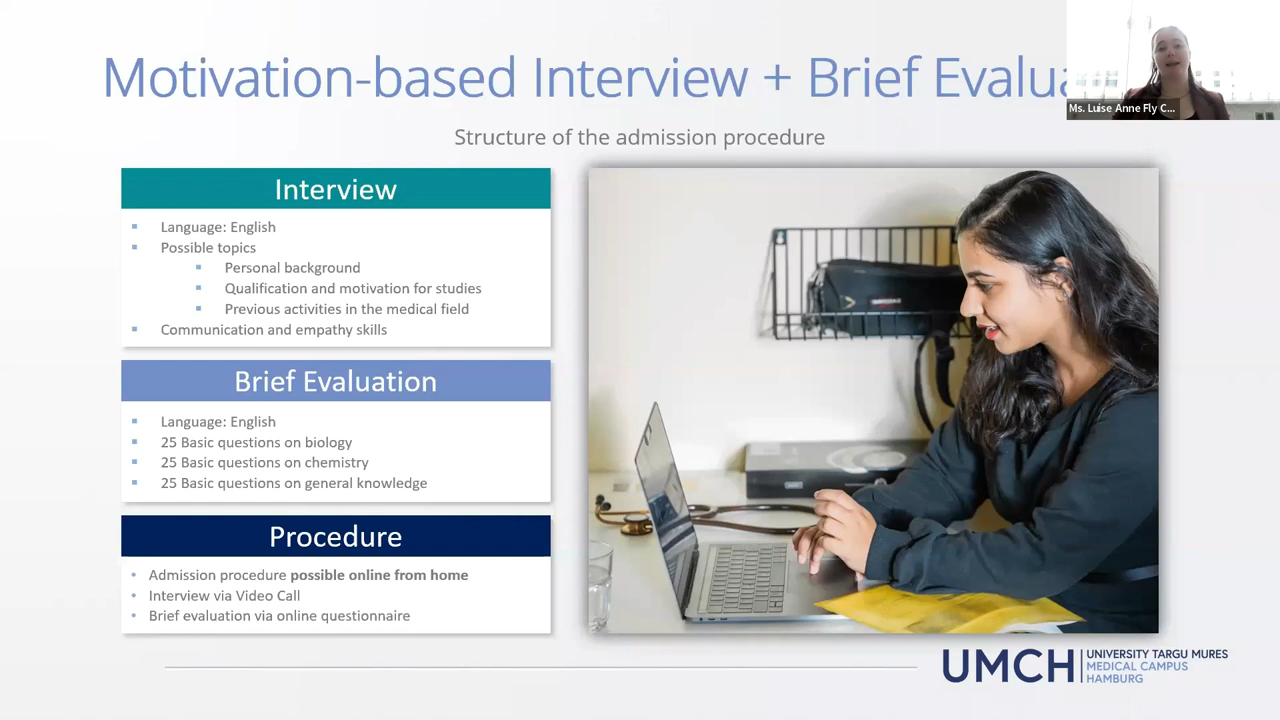 Motivation-based Interview + Brief
Ms. Luise Anne Fly C...
Structure of the admission procedure
Interview
Language: English
Possible topics
Personal background
Qualification and motivation for studies
Previous activities in the medical field
Communication and empathy skills
Brief Evaluation
Language: English
25 Basic questions on biology
25 Basic questions on chemistry
25 Basic questions on general knowledge
Procedure
Admission procedure possible online from home
Interview via Video Call
Brief evaluation via online questionnaire
UMCH
UNIVERSITY TARGU MURES
MEDICAL CAMPUS
HAMBURG